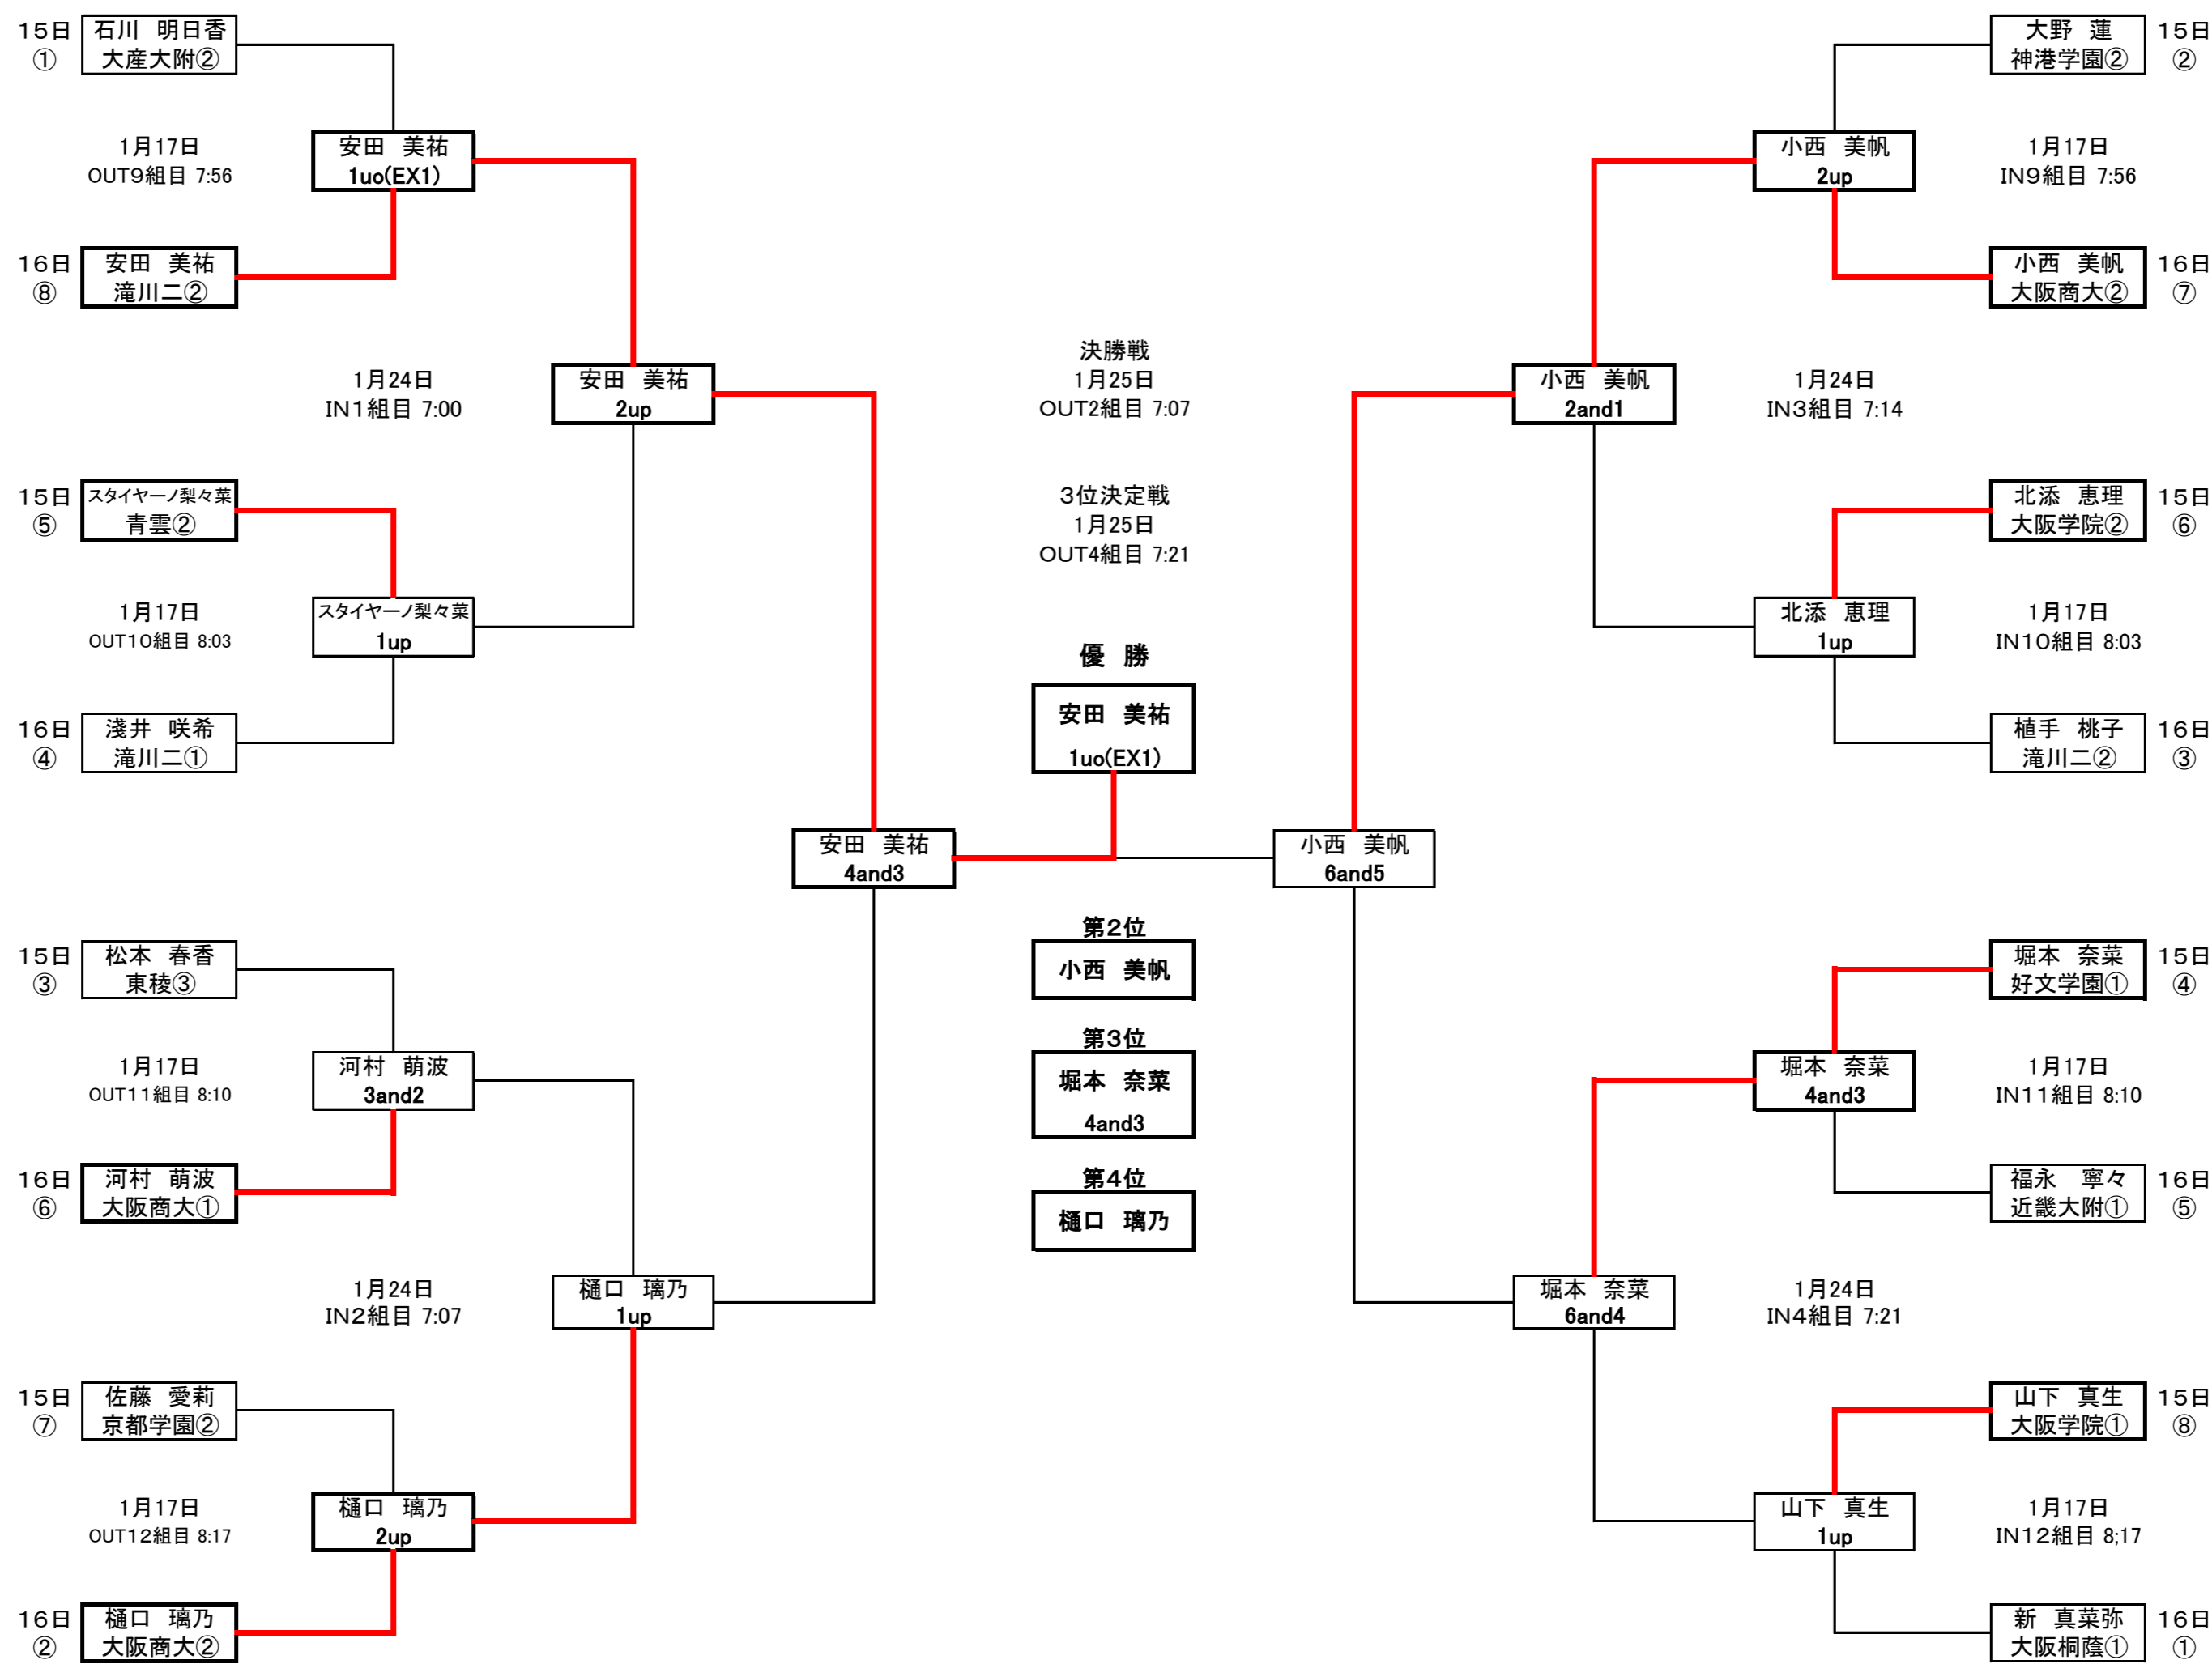 15日
①
石川　明日香
大産大附②
1月17日
OUT9組目 7:56
安田　美祐
1uo(EX1)
16日
⑧
安田　美祐
滝川二②
1月24日
IN1組目 7:00
安田　美祐
2up
15日
⑤
スタイヤーノ梨々菜
青雲②
1月17日
OUT10組目 8:03
スタイヤーノ梨々菜
1up
16日
④
淺井　咲希
滝川二①
安田　美祐
4and3
15日
③
松本　春香
東稜③
1月17日
OUT11組目 8:10
河村　萌波
3and2
16日
⑥
河村　萌波
大阪商大①
1月24日
IN2組目 7:07
樋口　璃乃
1up
15日
⑦
佐藤　愛莉
京都学園②
1月17日
OUT12組目 8:17
樋口　璃乃
2up
16日
②
樋口　璃乃
大阪商大②
決勝戦
1月25日
OUT2組目 7:07
3位決定戦
1月25日
OUT4組目 7:21
優　勝
安田　美祐
1uo(EX1)
第2位
小西　美帆
第3位
堀本　奈菜
4and3
第4位
樋口　璃乃
大野　蓮
神港学園②
15日
②
小西　美帆
2up
1月17日
IN9組目 7:56
小西　美帆
大阪商大②
16日
⑦
小西　美帆
2and1
1月24日
IN3組目 7:14
北添　恵理
大阪学院②
15日
⑥
北添　恵理
1up
1月17日
IN10組目 8:03
植手　桃子
滝川二②
16日
③
小西　美帆
6and5
堀本　奈菜
好文学園①
15日
④
堀本　奈菜
4and3
1月17日
IN11組目 8:10
福永　寧々
近畿大附①
16日
⑤
堀本　奈菜
6and4
1月24日
IN4組目 7:21
山下　真生
大阪学院①
15日
⑧
山下　真生
1up
1月17日
IN12組目 8;17
新　真菜弥
大阪桐蔭①
16日
①